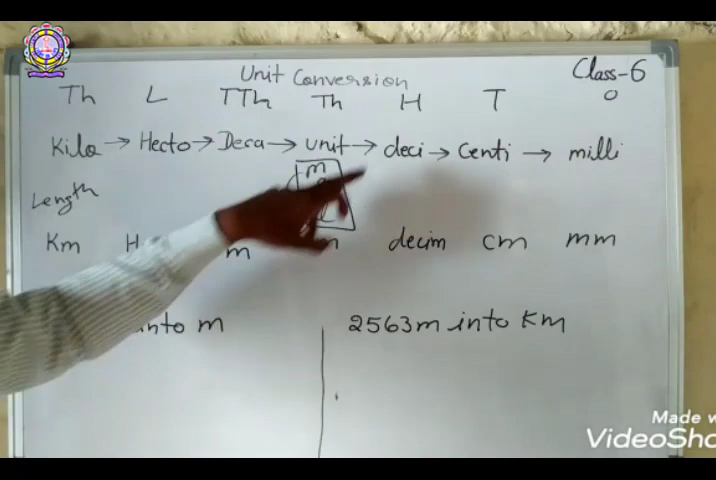 Unit Conversion
Class-6
Th L TTh Th H T O
Kilo → Hecto → Deca → unit → deci → Centi → milli
m
Length
Km H m m decim cm mm
into m
2563m into Km
Made w
VideoSho